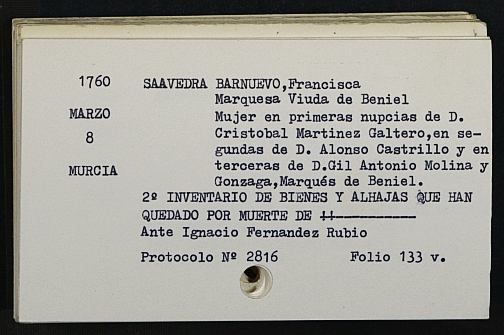 1760 SAAVEDRA BARNUEVO,Francisca
Marquesa Viuda de Beniel
MARZO Mujer en primeras nupcias de D.
8 Cristobal Martinez Galtero,en se-
gundas de D. Alonso Castrillo y en
MURCIA terceras de D.Gil Antonio Molina y
Gonzaga,Marqués de Beniel.
2º INVENTARIO DE BIENES Y ALHAJAS QUE HAN
QUEDADO POR MUERTE DE ++-----------
Ante Ignacio Fernandez Rubio
Protocolo Nº 2816 Folio 133 v.